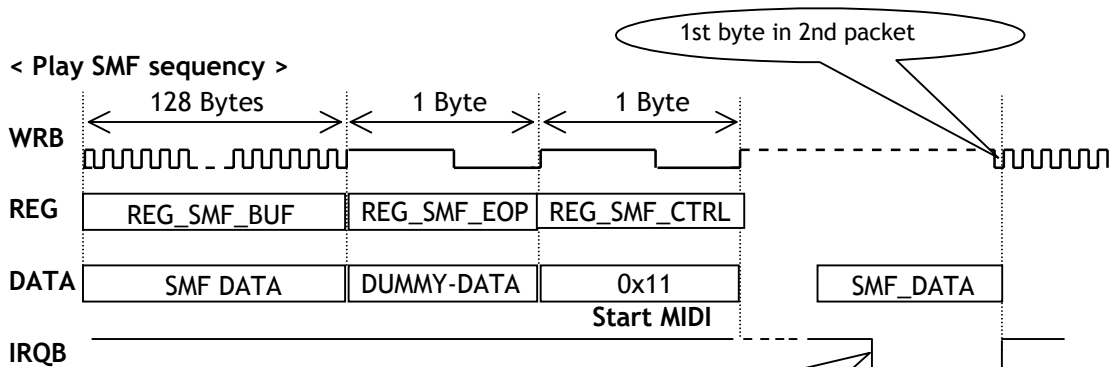 1st byte in 2nd packet
< Play SMF sequency >
128 Bytes 1 Byte 1 Byte
WRB
REG REG_SMF_BUF REG_SMF_EOP REG_SMF_CTRL
DATA SMF DATA DUMMY-DATA 0x11 SMF_DATA
Start MIDI
IRQB